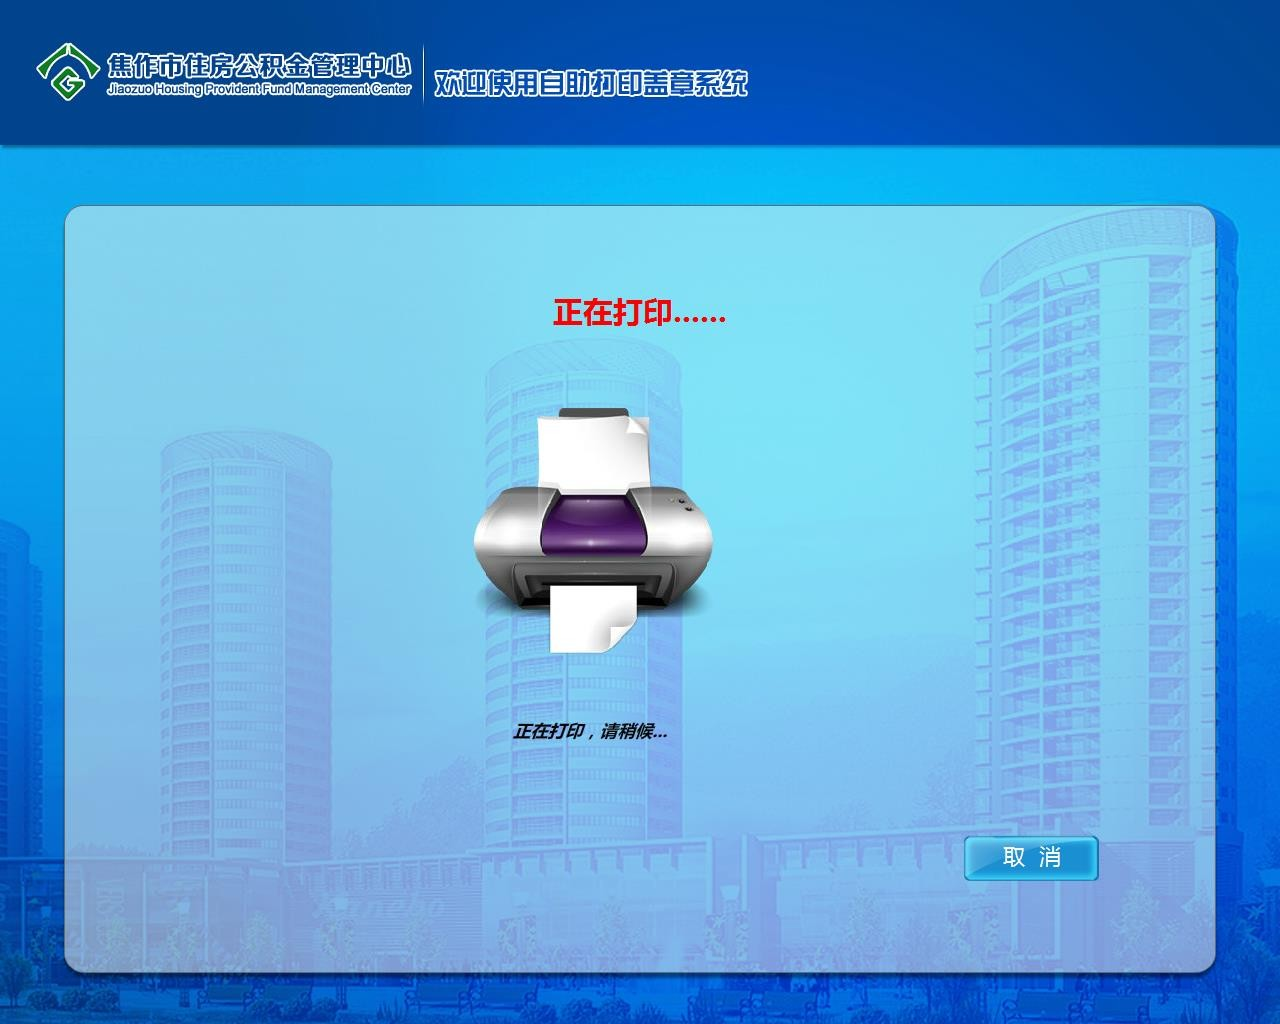 焦作市住房公积金管理中心
Jiaozuo Housing Provident Fund Management Center
欢迎使用自助打印盖章系统
正在打印......
正在打印，请稍候...
取 消